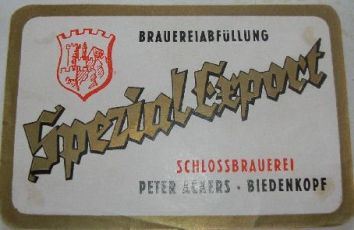 BRAUEREIABFÜLLUNG
Spezial Export
SCHLOSSBRAUEREI
PETER ACKERS · BIEDENKOPF